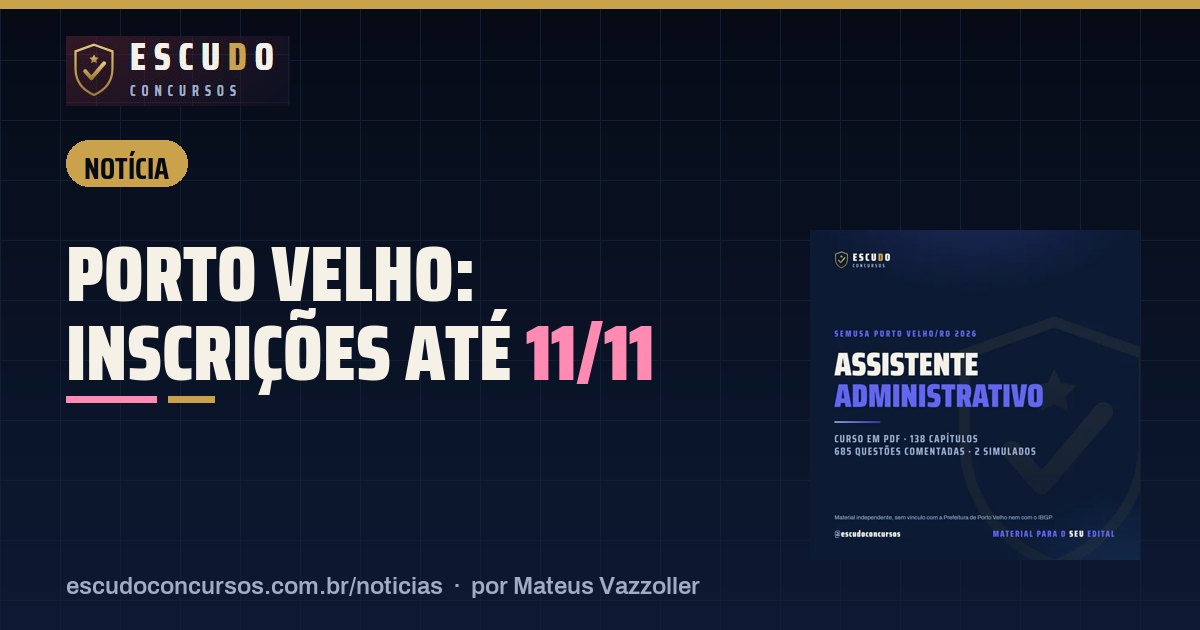 ESCUDO
CONCURSOS
NOTÍCIA
PORTO VELHO:
INSCRIÇÕES ATÉ 11/11
ESCUDO
CONCURSOS
SEMUSA PORTO VELHO/RO 2026
ASSISTENTE
ADMINISTRATIVO
CURSO EM PDF · 138 CAPÍTULOS
685 QUESTÕES COMENTADAS · 2 SIMULADOS
Material independente, sem vínculo com a Prefeitura de Porto Velho nem com o IBGP
@escudoconcursos
MATERIAL PARA O SEU EDITAL
escudoconcursos.com.br/noticias · por Mateus Vazzoller